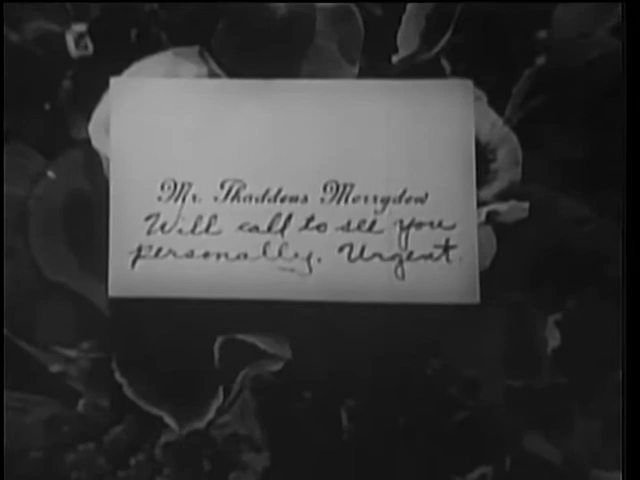 Mr. Thaddeus Merrydew
Will call to see you
personally. Urgent.